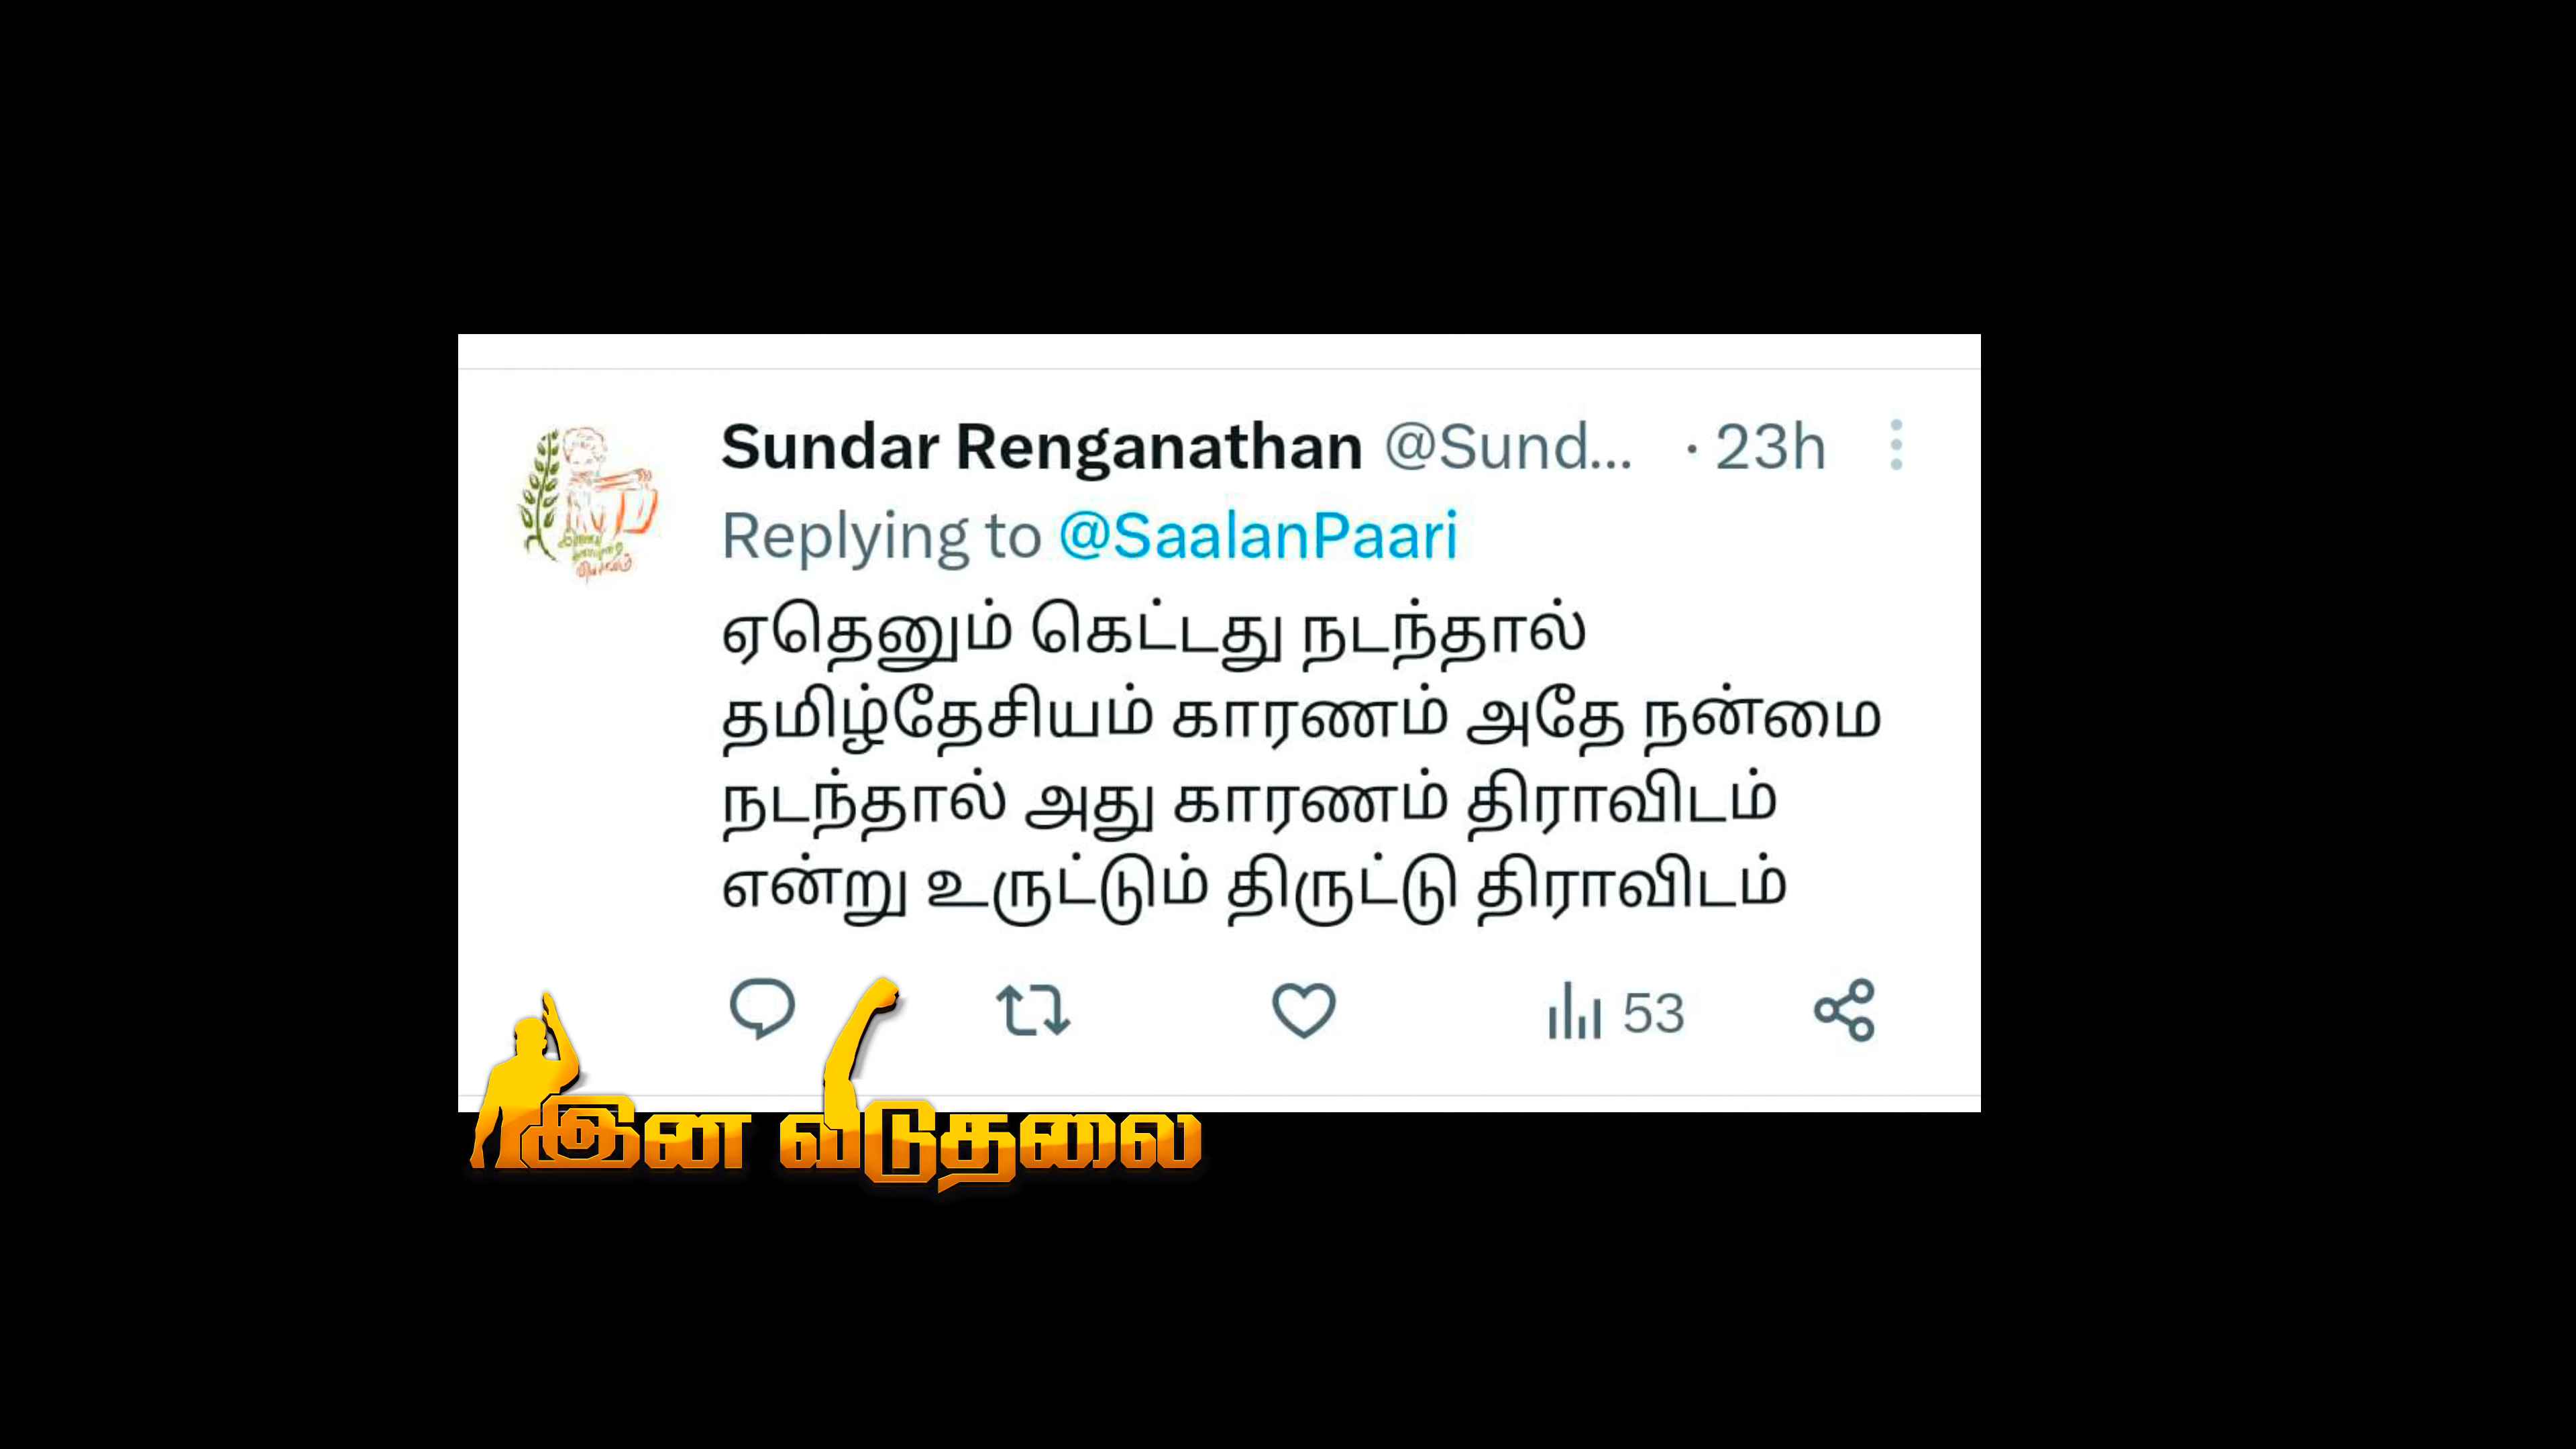 Sundar Renganathan @Sund... · 23h
Replying to @SaalanPaari
ஏதெனும் கெட்டது நடந்தால்
தமிழ்தேசியம் காரணம் அதே நன்மை
நடந்தால் அது காரணம் திராவிடம்
என்று உருட்டும் திருட்டு திராவிடம்
53
இன விடுதலை